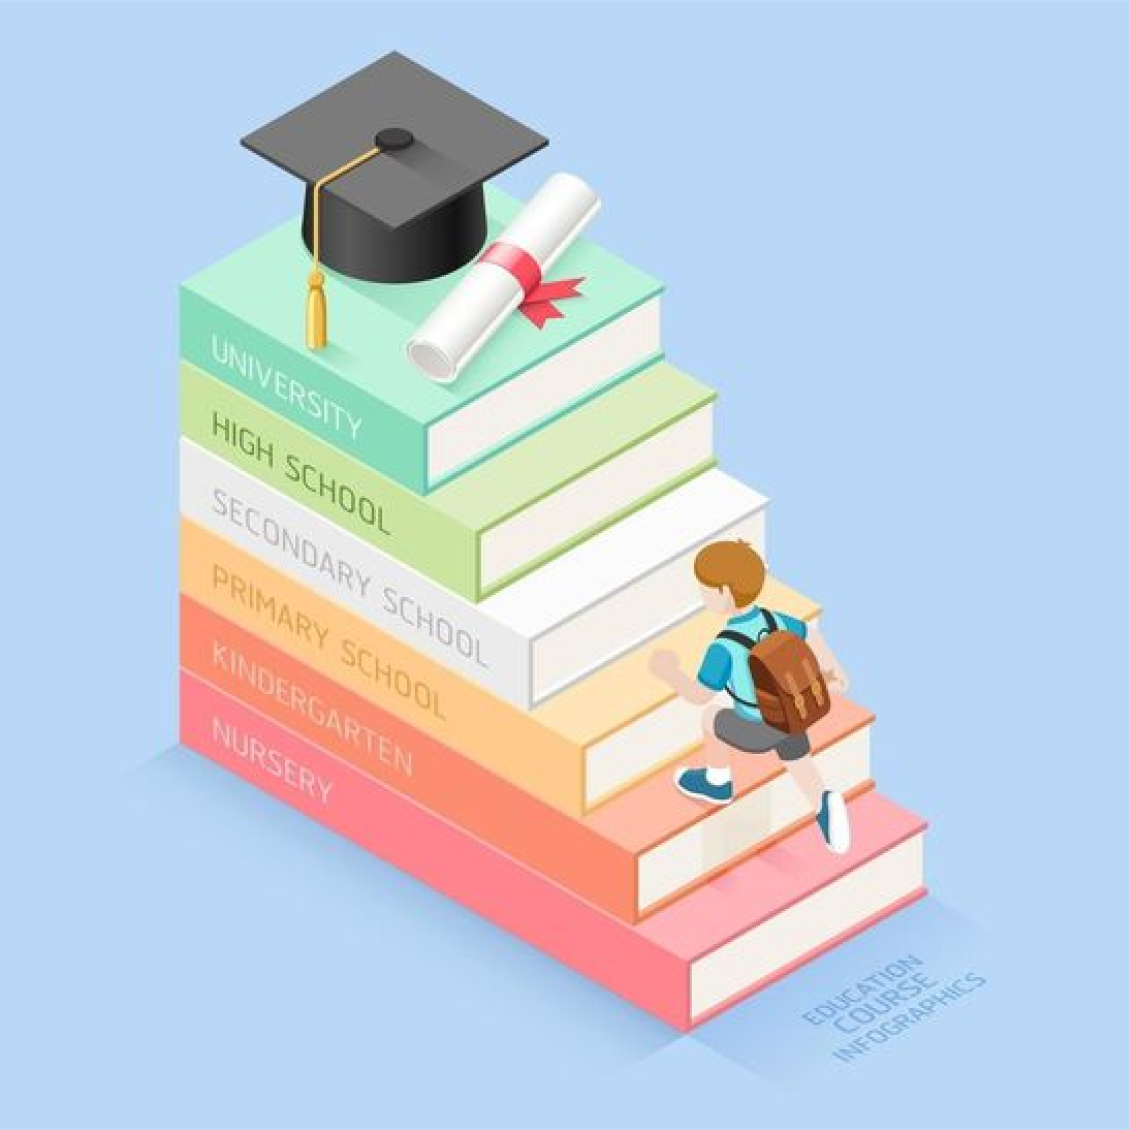 UNIVERSITY
HIGH SCHOOL
SECONDARY SCHOOL
PRIMARY SCHOOL
KINDERGARTEN
NURSERY
EDUCATION
COURSE
INFOGRAPHICS